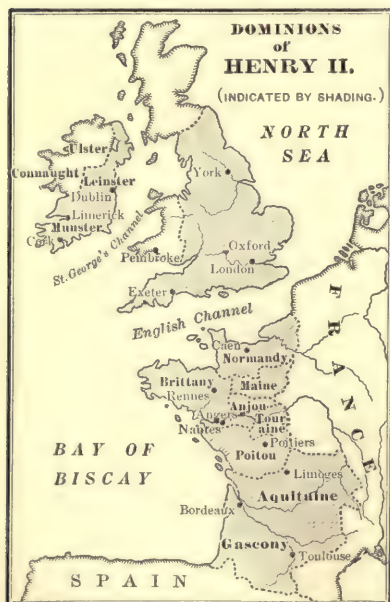 DOMINIONS
of
HENRY II.
(INDICATED BY SHADING.)
NORTH
SEA
Ulster
Connaught
Leinster
Dublin
Limerick
Munster
Cork
St. George's Channel
York
Pembroke
Oxford
London
Exeter
English Channel
FRANCE
Caen
Normandy
Brittany
Rennes
Maine
Anjou
Angers
Tour-
aine
Nantes
Poitiers
Poitou
BAY OF
BISCAY
Limoges
Aquitaine
Bordeaux
Gascony
Toulouse
SPAIN